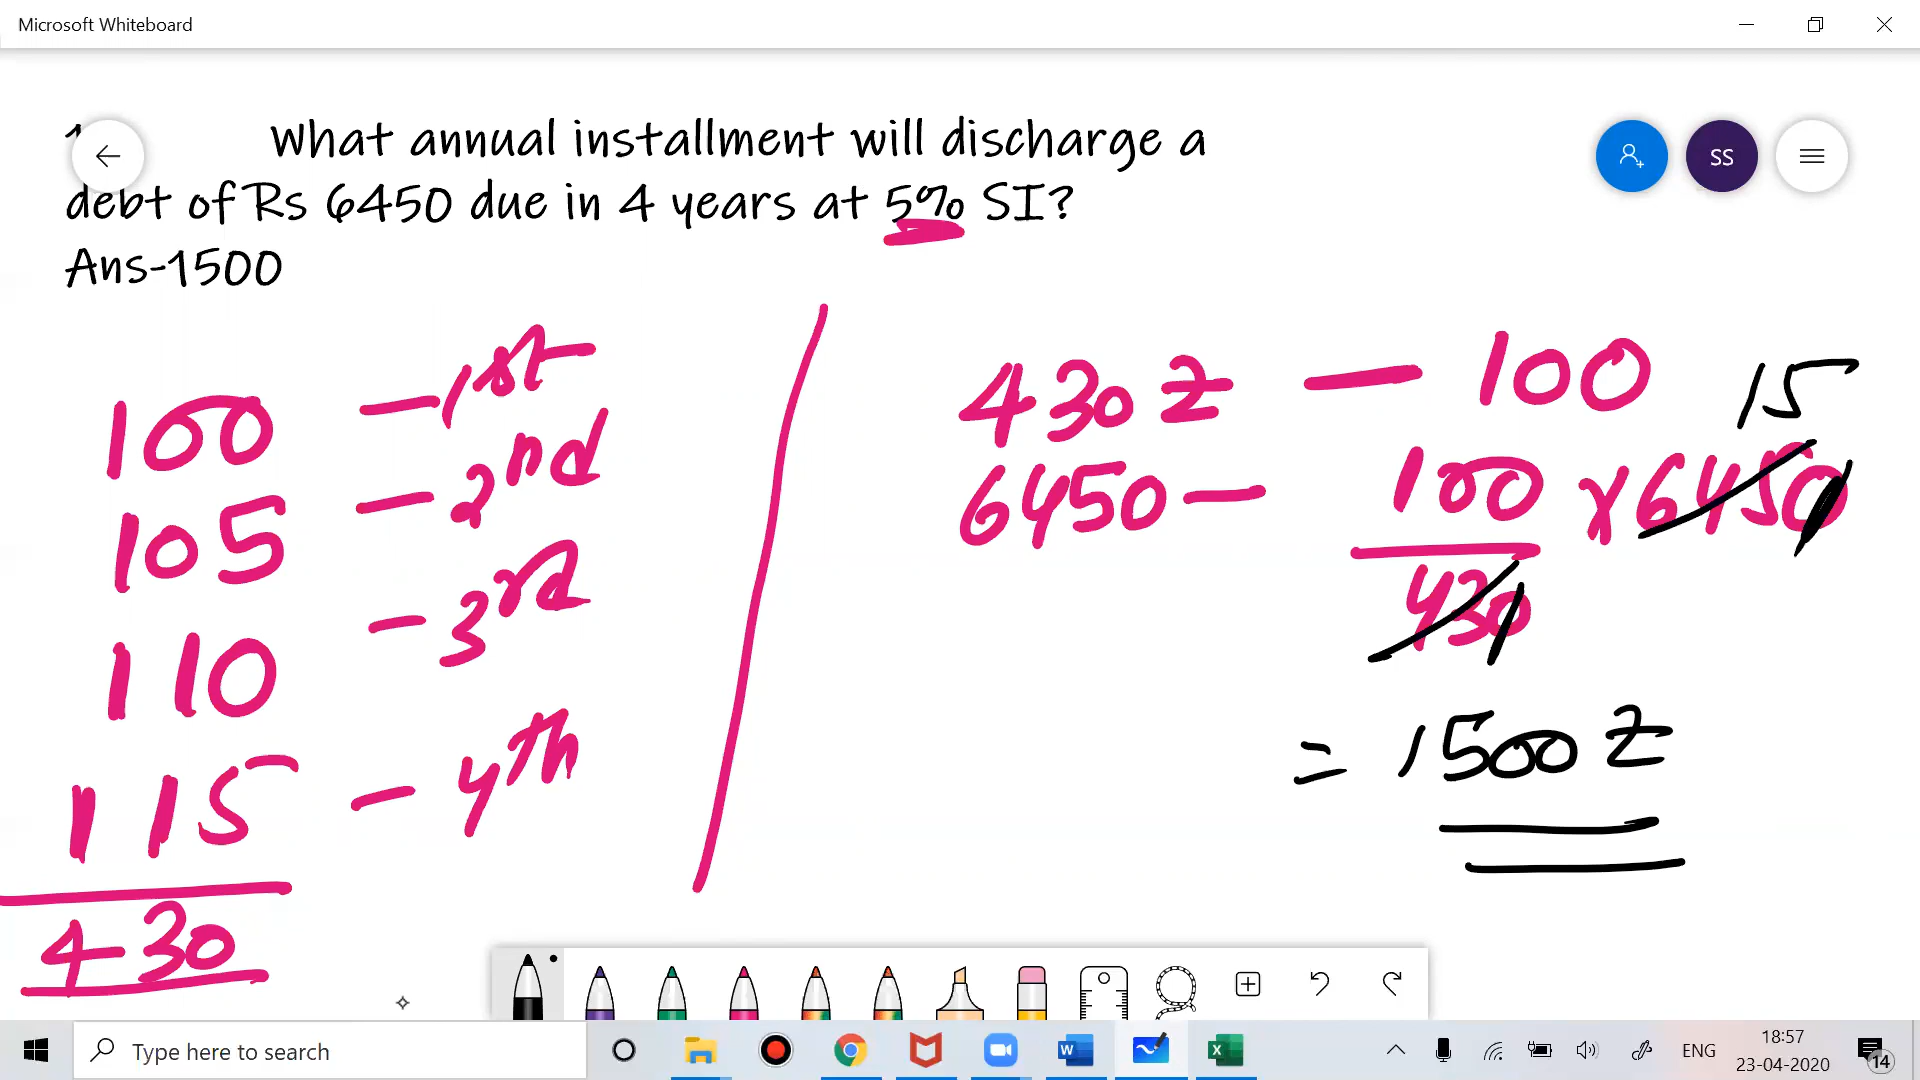 Microsoft Whiteboard
What annual installment will discharge a
debt of Rs 6450 due in 4 years at 5% SI?
Ans-1500
SS
100 - 1st
105 - 2nd
110 - 3rd
115 - 4th
430
430 z - 100
15
6450 - 100 x 6450
430
= 1500 z
Type here to search
ENG
18:57
23-04-2020
14